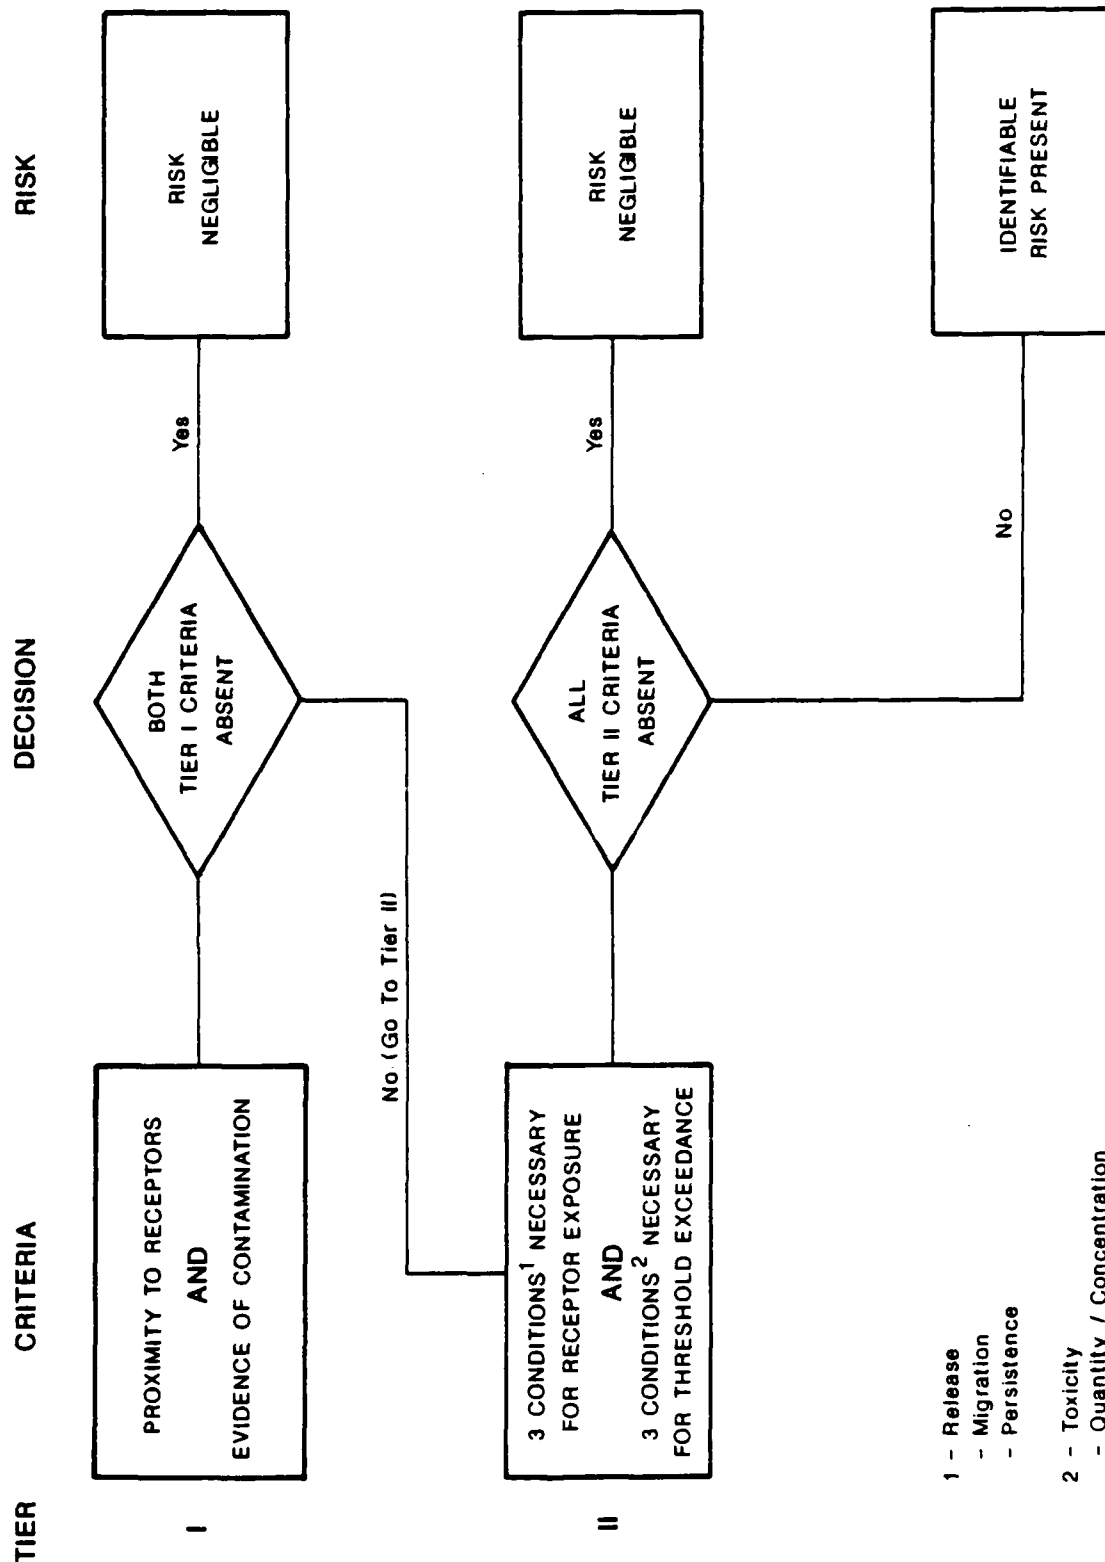 TIER CRITERIA DECISION RISK
I
PROXIMITY TO RECEPTORS
AND
EVIDENCE OF CONTAMINATION
BOTH
TIER I CRITERIA
ABSENT
Yes
RISK
NEGLIGIBLE
No (Go To Tier II)
II
3 CONDITIONS¹ NECESSARY
FOR RECEPTOR EXPOSURE
AND
3 CONDITIONS² NECESSARY
FOR THRESHOLD EXCEEDANCE
ALL
TIER II CRITERIA
ABSENT
Yes
RISK
NEGLIGIBLE
No
IDENTIFIABLE
RISK PRESENT
1 - Release
- Migration
- Persistence
2 - Toxicity
- Quantity / Concentration